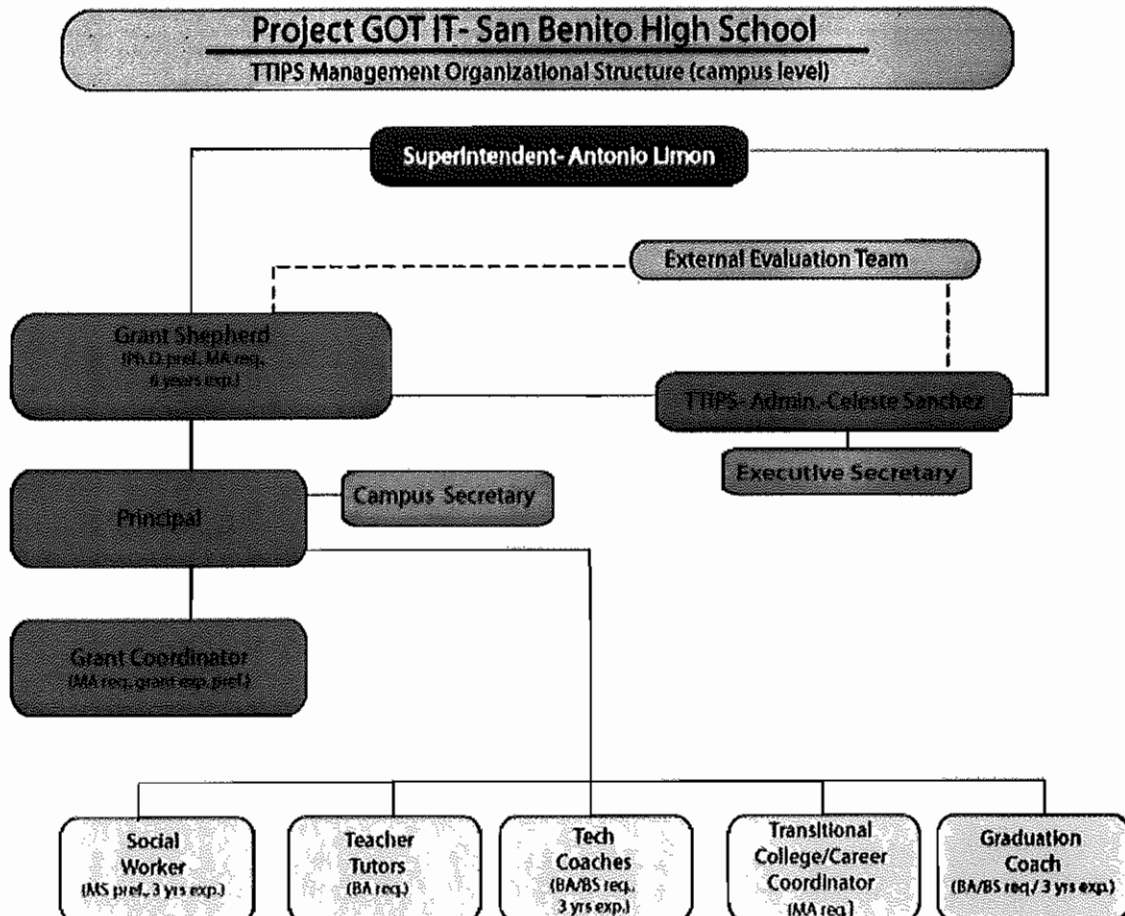 Project GOT IT- San Benito High School
TTIPS Management Organizational Structure (campus level)
Superintendent- Antonio Limon
External Evaluation Team
Grant Shepherd
(Ph.D. pref., MA req.,
6 years exp.)
TTIPS- Admin.-Celeste Sanchez
Executive Secretary
Principal
Campus Secretary
Grant Coordinator
(MA req., grant exp. pref.)
Social
Worker
(MS pref., 3 yrs exp.)
Teacher
Tutors
(BA req.)
Tech
Coaches
(BA/BS req.,
3 yrs exp.)
Transitional
College/Career
Coordinator
(MA req.)
Graduation
Coach
(BA/BS req./ 3 yrs exp.)